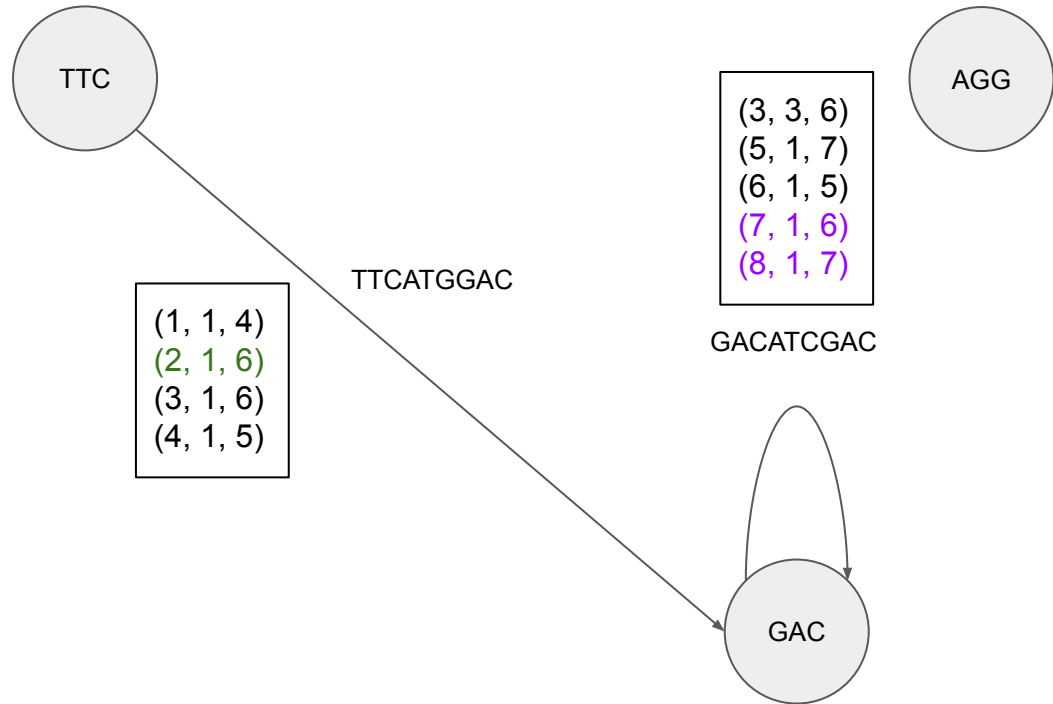 TTC
AGG
(3, 3, 6)
(5, 1, 7)
(6, 1, 5)
(7, 1, 6)
(8, 1, 7)
TTCATGGAC
(1, 1, 4)
(2, 1, 6)
(3, 1, 6)
(4, 1, 5)
GACATCGAC
GAC